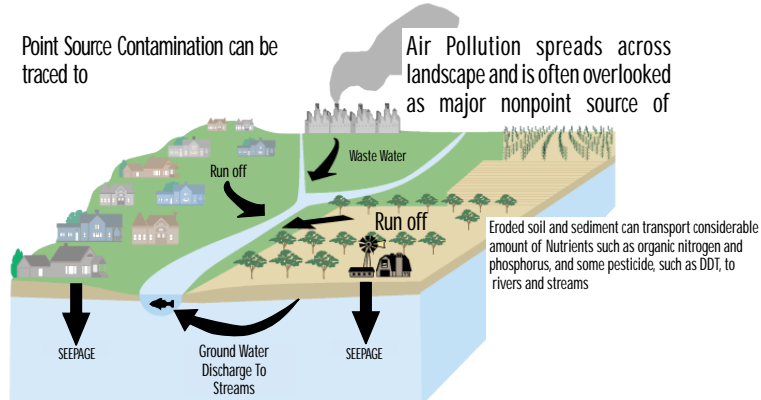 Point Source Contamination can be
traced to
Air Pollution spreads across
landscape and is often overlooked
as major nonpoint source of
Waste Water
Run off
Run off
Eroded soil and sediment can transport considerable
amount of Nutrients such as organic nitrogen and
phosphorus, and some pesticide, such as DDT, to
rivers and streams
SEEPAGE
Ground Water
Discharge To
Streams
SEEPAGE